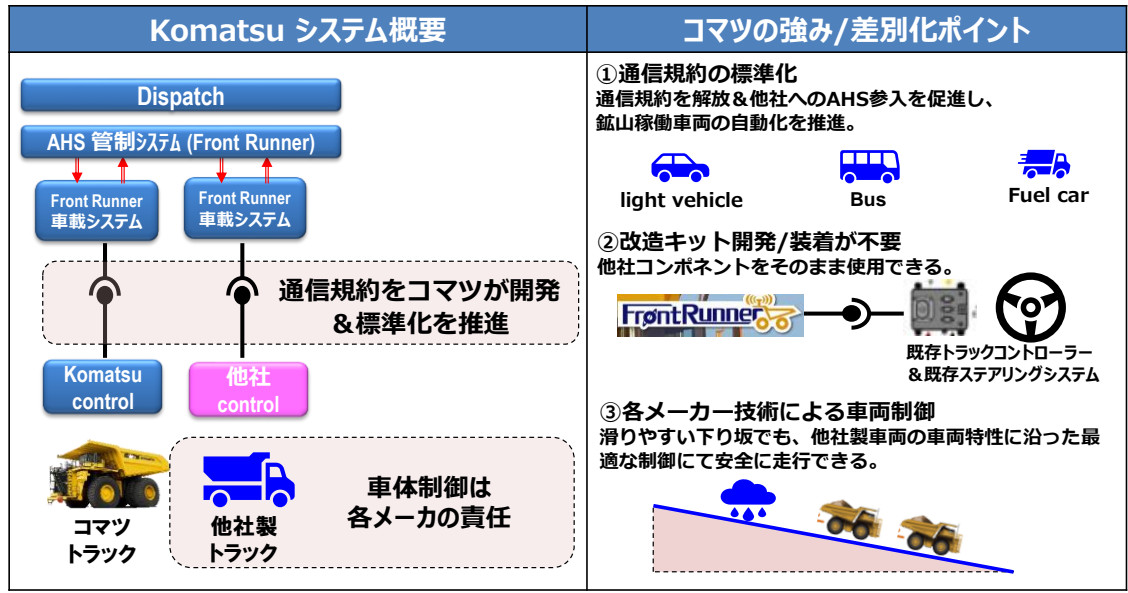 Komatsu システム概要
Dispatch
AHS 管制ｼｽﾃﾑ (Front Runner)
Front Runner
車載システム
Front Runner
車載システム
通信規約をコマツが開発
＆標準化を推進
Komatsu
control
他社
control
コマツ
トラック
他社製
トラック
車体制御は
各メーカの責任
コマツの強み/差別化ポイント
①通信規約の標準化
通信規約を解放＆他社へのAHS参入を促進し、
鉱山稼働車両の自動化を推進。
light vehicle
Bus
Fuel car
②改造キット開発/装着が不要
他社コンポネントをそのまま使用できる。
FrontRunner
既存トラックコントローラー
＆既存ステアリングシステム
③各メーカー技術による車両制御
滑りやすい下り坂でも、他社製車両の車両特性に沿った最
適な制御にて安全に走行できる。